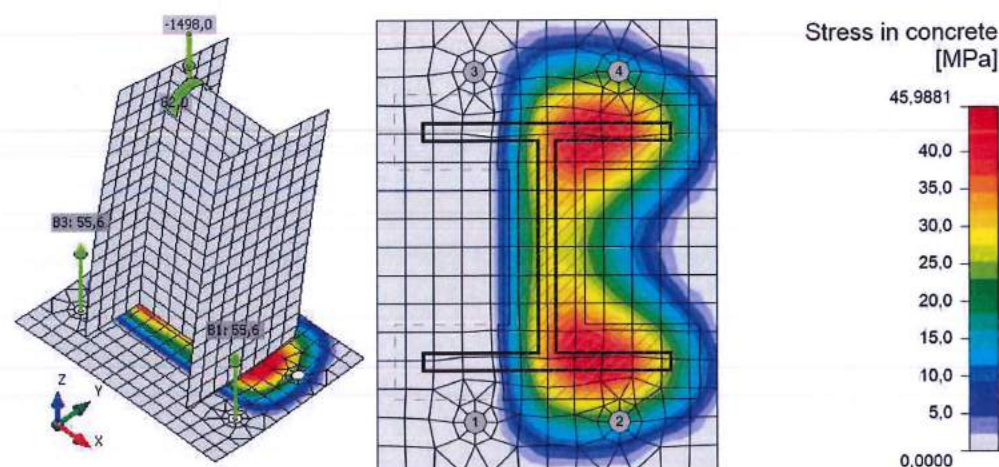 -1498,0
82,0
B3: 55,6
B1: 55,6
Z
Y
X
3
4
1
2
Stress in concrete
[MPa]
45,9881
40,0
35,0
30,0
25,0
20,0
15,0
10,0
5,0
0,0000